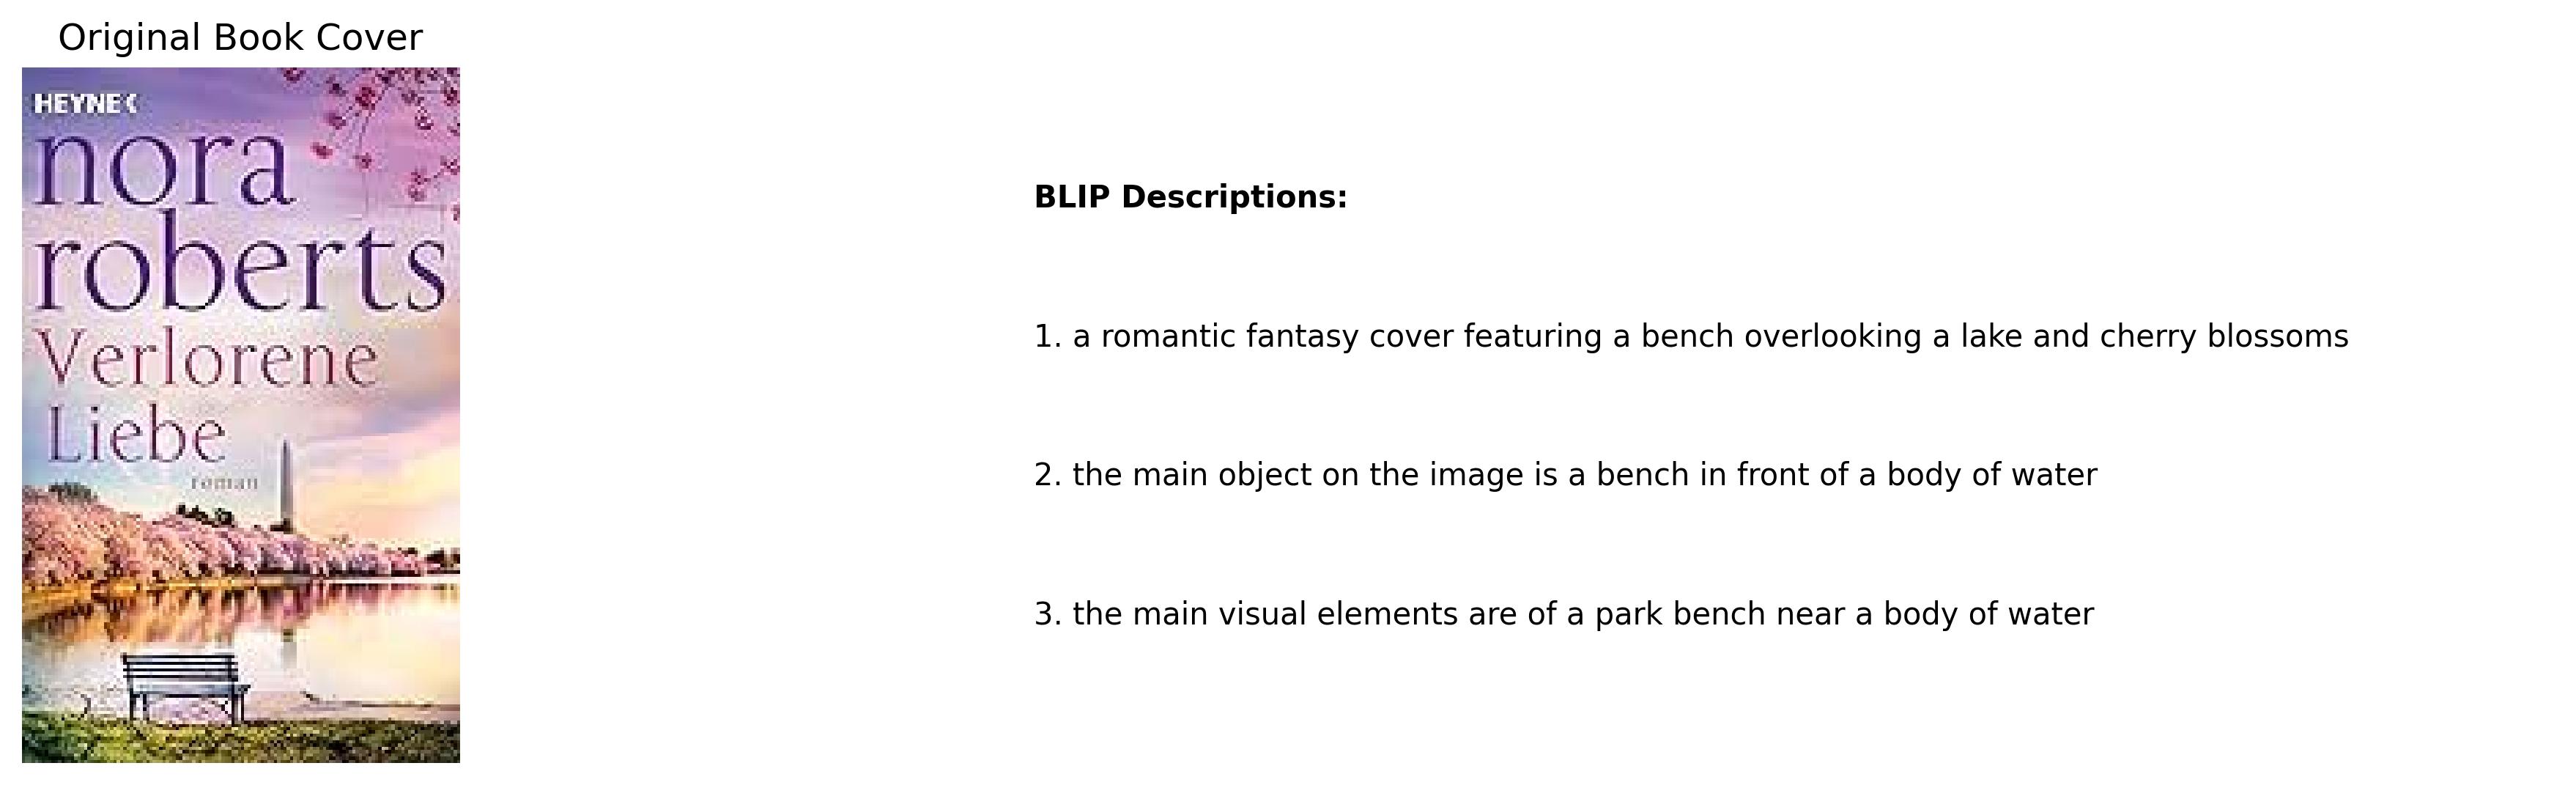 Original Book Cover
HEYNE‹
nora
roberts
Verlorene
Liebe
roman
BLIP Descriptions:
1. a romantic fantasy cover featuring a bench overlooking a lake and cherry blossoms
2. the main object on the image is a bench in front of a body of water
3. the main visual elements are of a park bench near a body of water